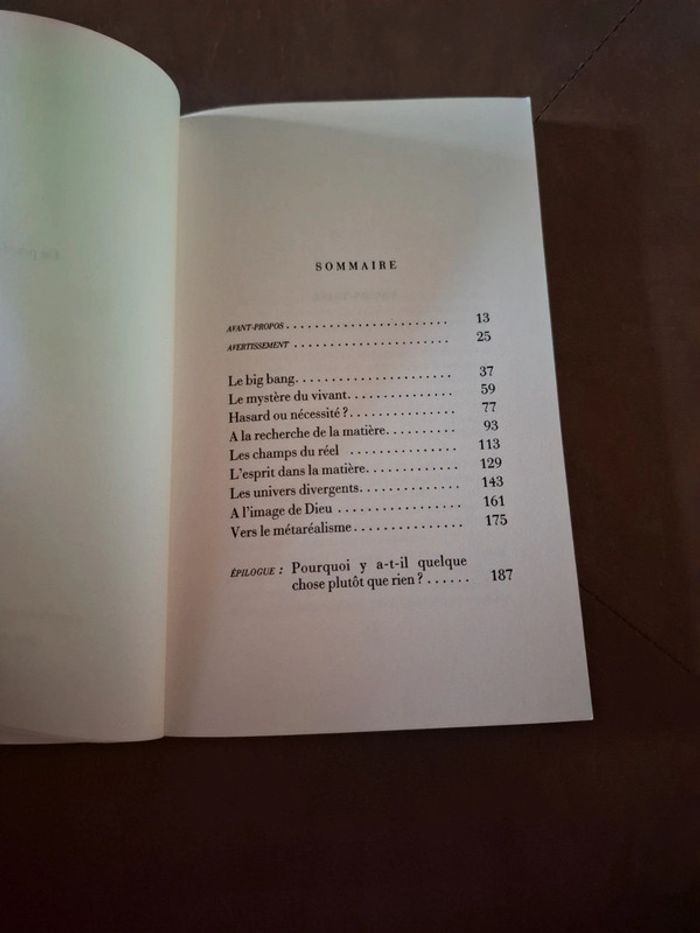 SOMMAIRE
AVANT-PROPOS ........................ 13
AVERTISSEMENT ...................... 25
Le big bang. ...................... 37
Le mystère du vivant. ............... 59
Hasard ou nécessité ?. ............... 77
A la recherche de la matière. .......... 93
Les champs du réel ............... 113
L'esprit dans la matière. ............. 129
Les univers divergents. .............. 143
A l'image de Dieu ................. 161
Vers le métaréalisme ............... 175
ÉPILOGUE : Pourquoi y a-t-il quelque
chose plutôt que rien ? ...... 187